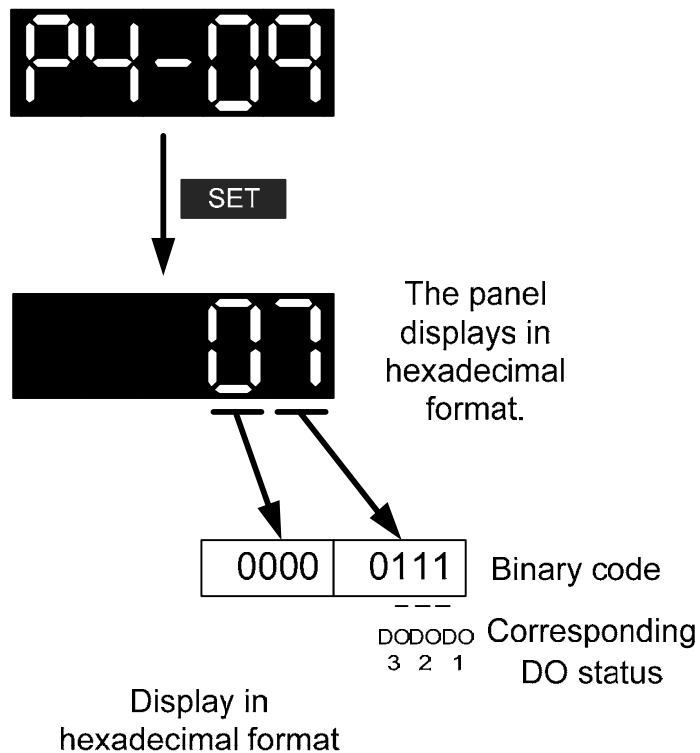 P4-09
SET
07
The panel
displays in
hexadecimal
format.
0000 0111 Binary code
DO DO DO Corresponding
3 2 1 DO status
Display in
hexadecimal format